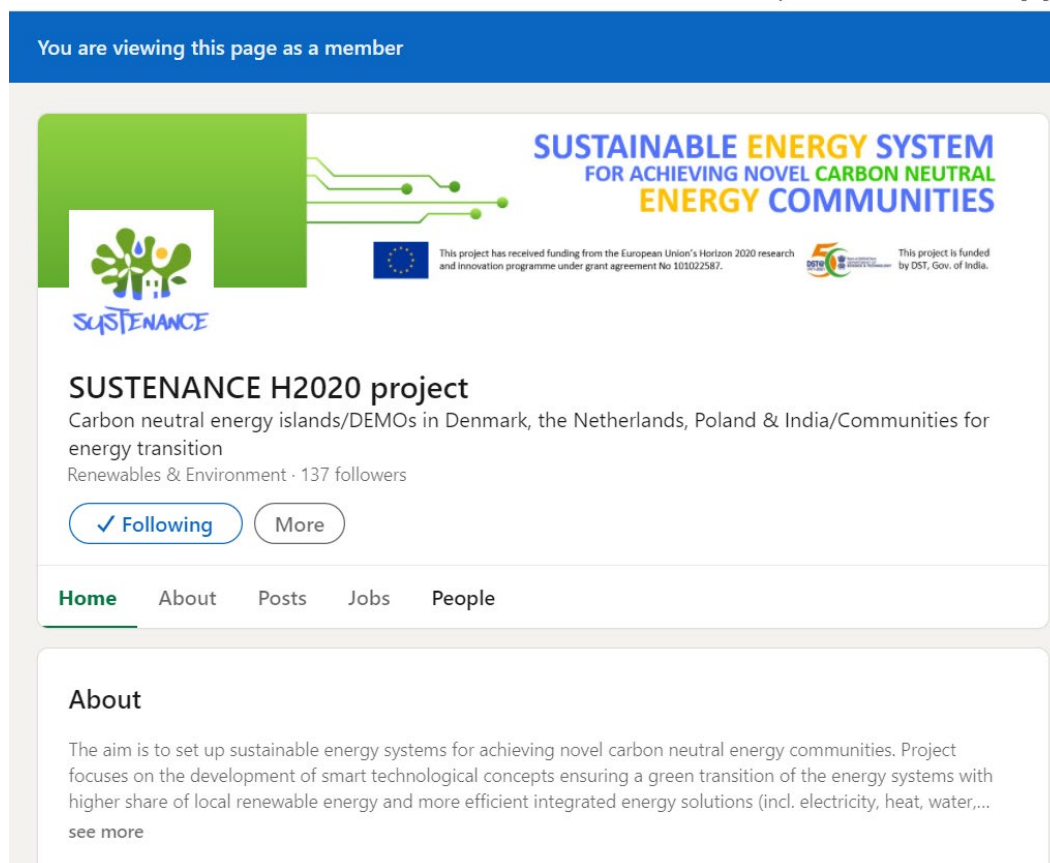 You are viewing this page as a member
SUSTAINABLE ENERGY SYSTEM
FOR ACHIEVING NOVEL CARBON NEUTRAL
ENERGY COMMUNITIES
This project has received funding from the European Union's Horizon 2020 research
and innovation programme under grant agreement No 101022587.
This project is funded
by DST, Gov. of India.
SUSTENANCE
SUSTENANCE H2020 project
Carbon neutral energy islands/DEMOs in Denmark, the Netherlands, Poland & India/Communities for
energy transition
Renewables & Environment · 137 followers
✓ Following
More
Home About Posts Jobs People
About
The aim is to set up sustainable energy systems for achieving novel carbon neutral energy communities. Project
focuses on the development of smart technological concepts ensuring a green transition of the energy systems with
higher share of local renewable energy and more efficient integrated energy solutions (incl. electricity, heat, water,...
see more